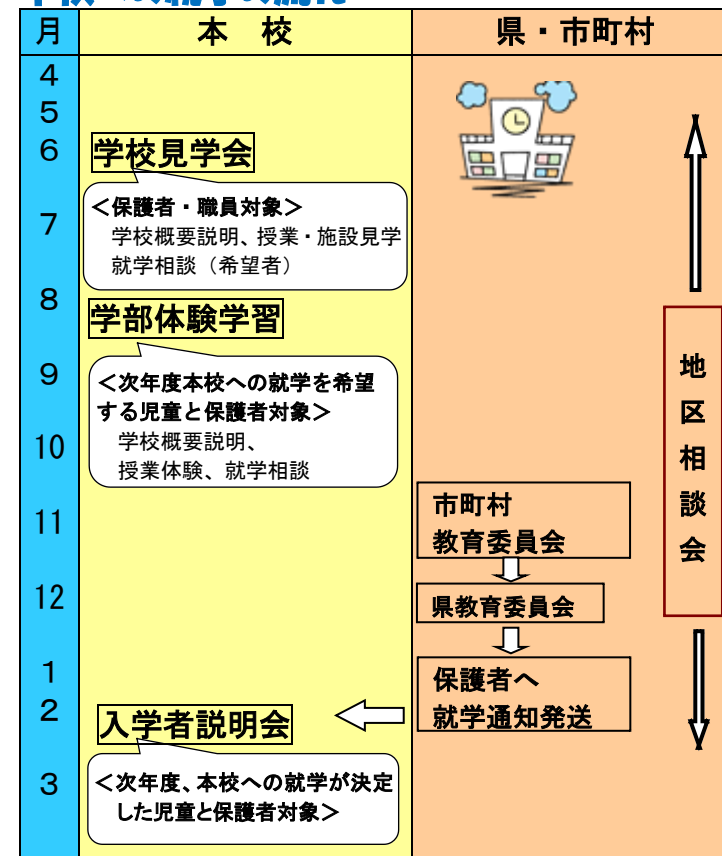 月
本 校
県・市町村
4
5
6
7
8
9
10
11
12
1
2
3
学校見学会
＜保護者・職員対象＞
学校概要説明、授業・施設見学
就学相談（希望者）
学部体験学習
＜次年度本校への就学を希望
する児童と保護者対象＞
学校概要説明、
授業体験、就学相談
入学者説明会
＜次年度、本校への就学が決定
した児童と保護者対象＞
市町村
教育委員会
県教育委員会
保護者へ
就学通知発送
地
区
相
談
会